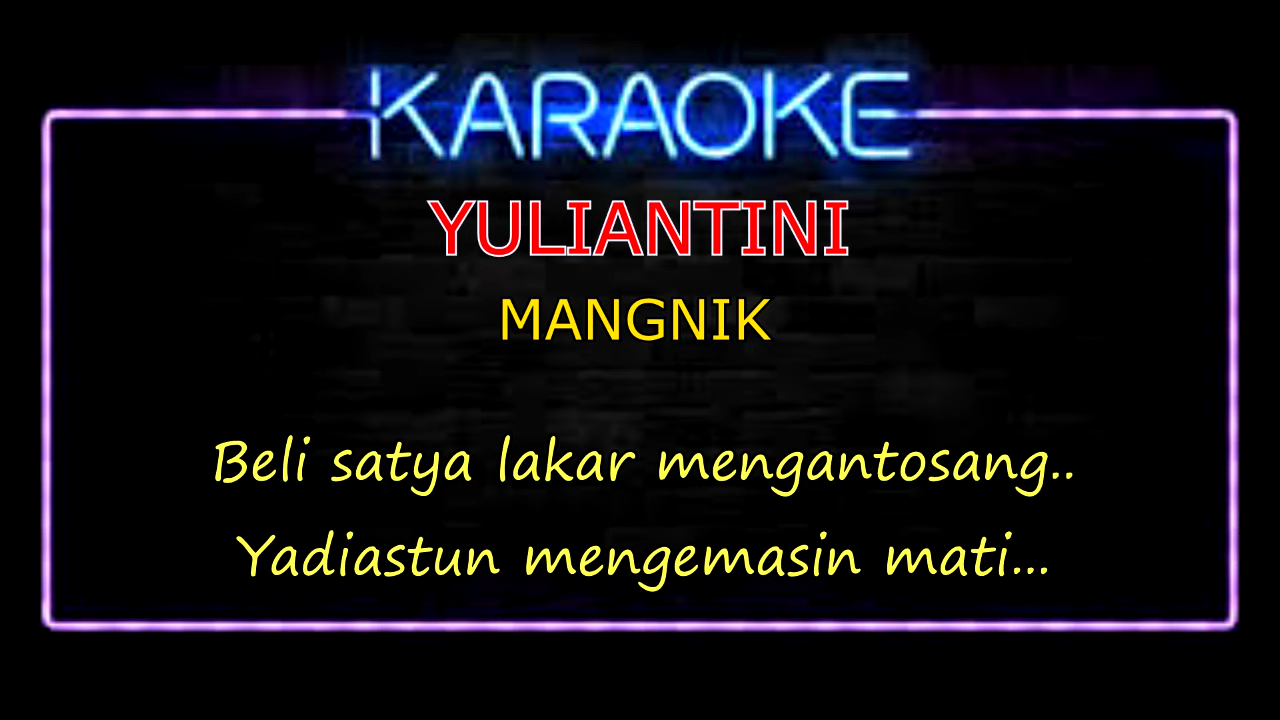 KARAOKE
YULIANTINI
MANGNIK
Beli satya lakar mengantosang..
Yadiastun mengemasin mati...